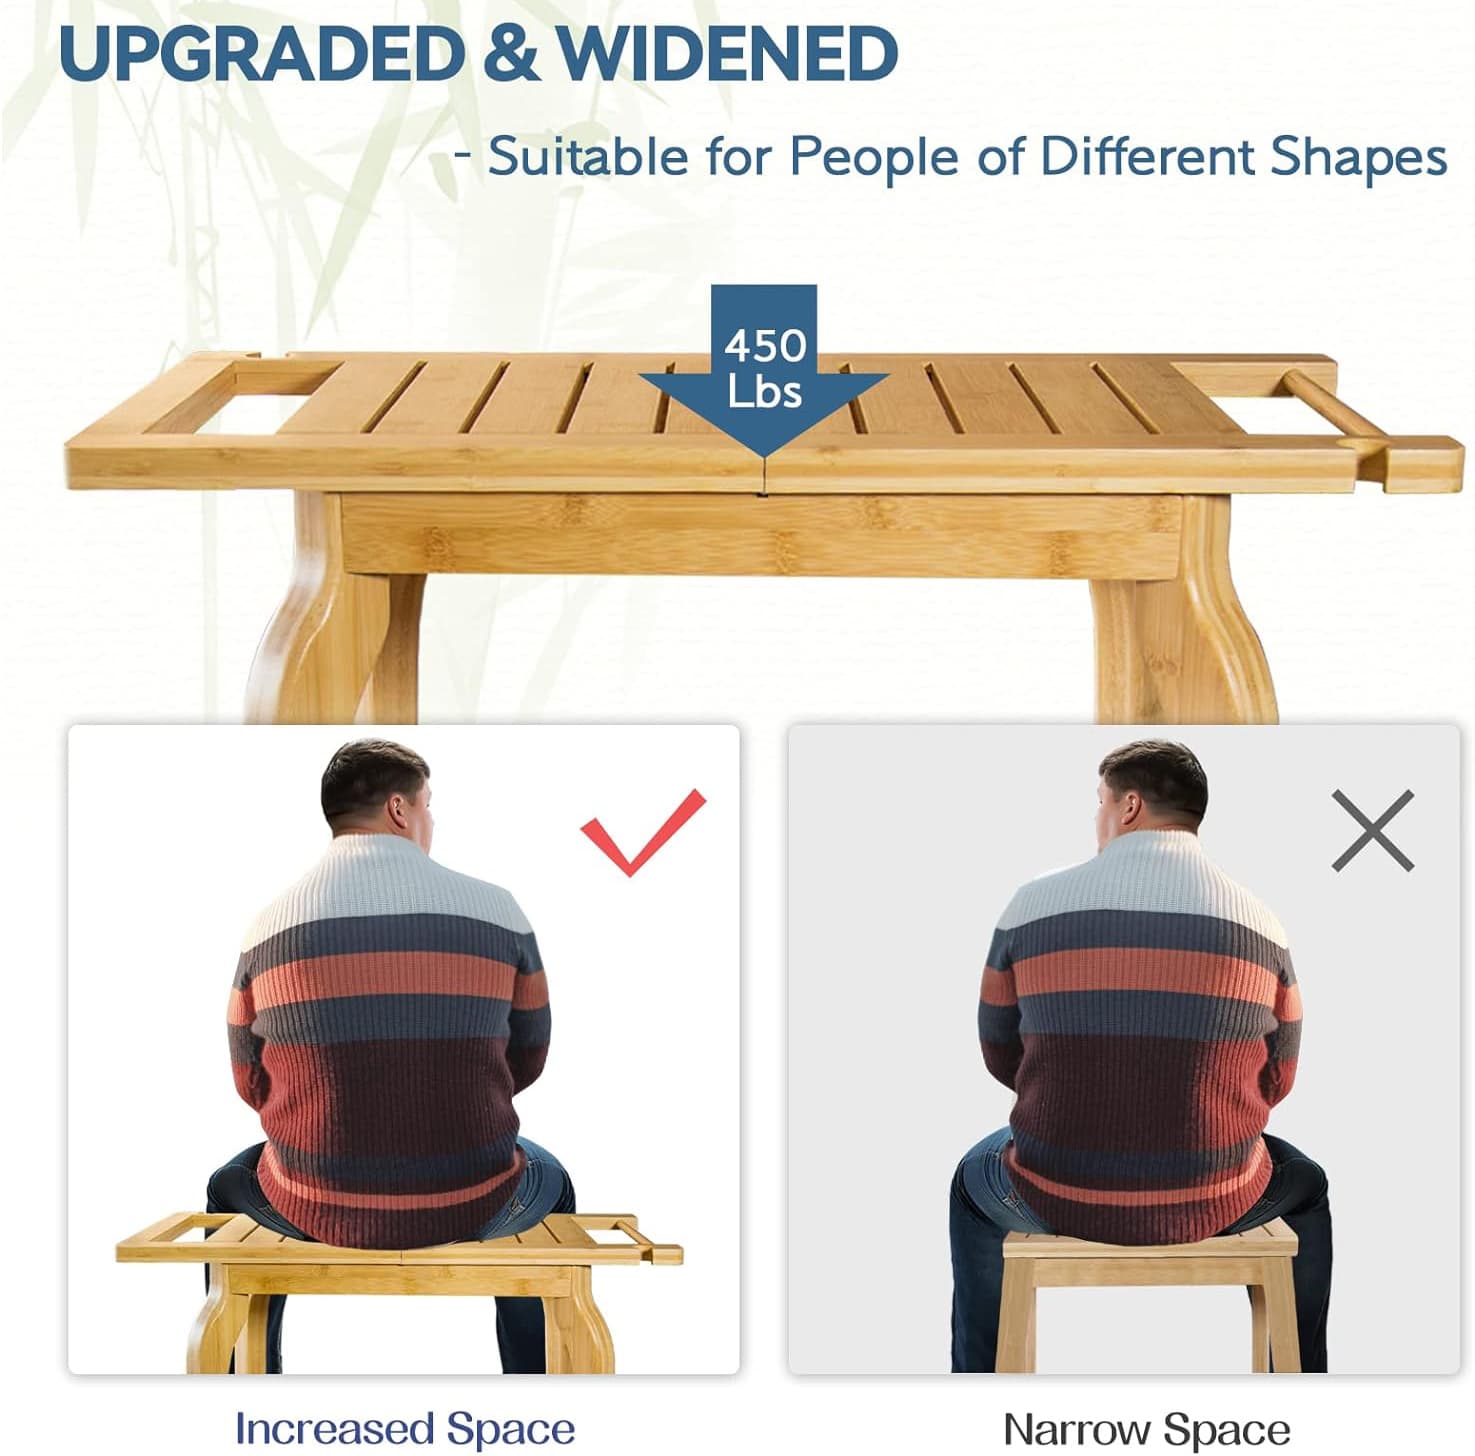 UPGRADED & WIDENED
- Suitable for People of Different Shapes
450
Lbs
Increased Space
Narrow Space